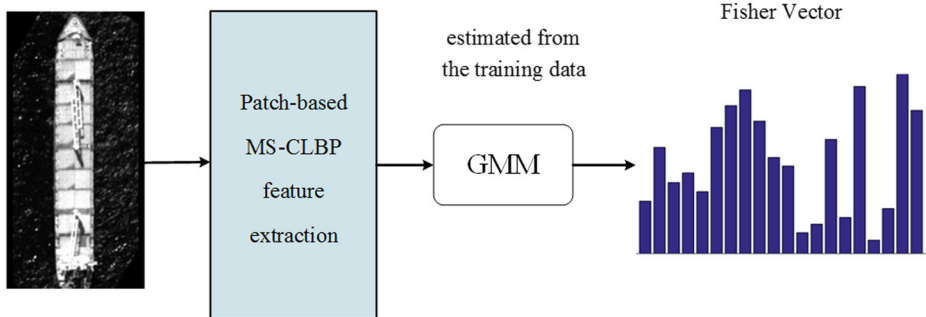 Patch-based
MS-CLBP
feature
extraction
estimated from
the training data
GMM
Fisher Vector